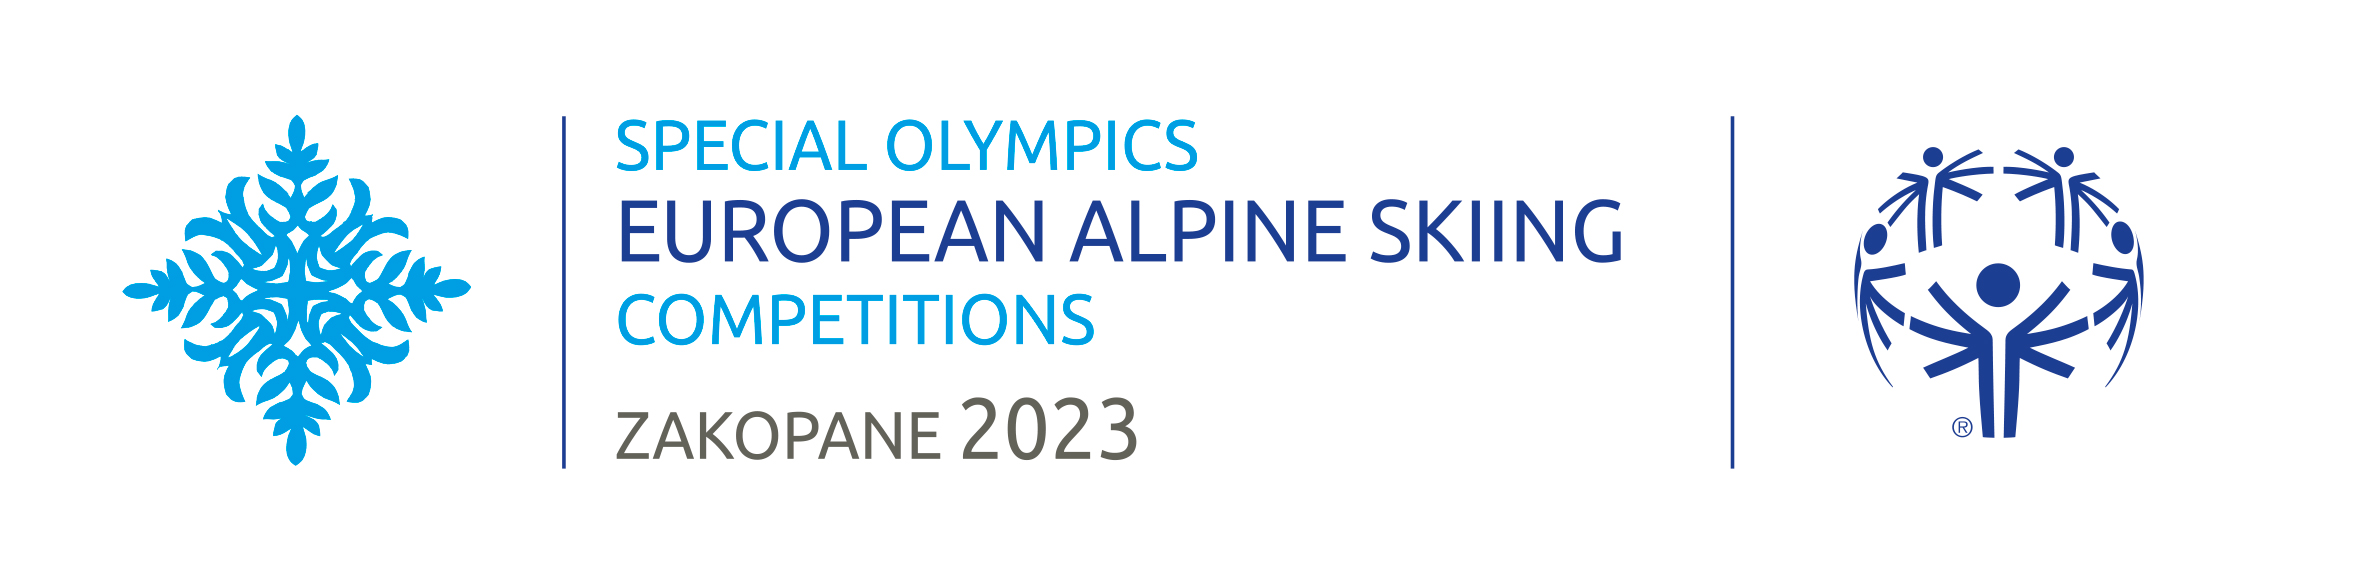 SPECIAL OLYMPICS
EUROPEAN ALPINE SKIING
COMPETITIONS
ZAKOPANE 2023
®